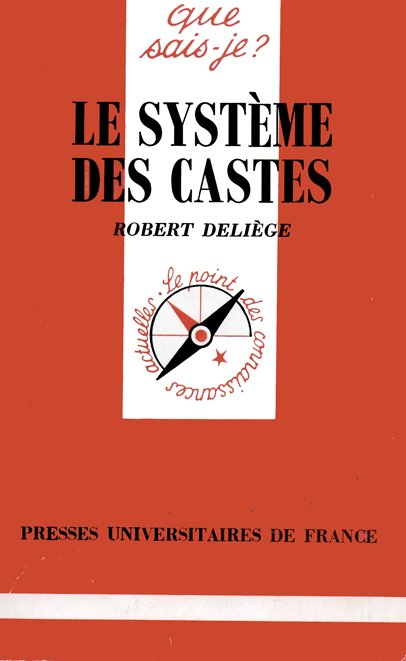 que
sais-je?
LE SYSTÈME
DES CASTES
ROBERT DELIÈGE
Le point des connaissances actuelles.
PRESSES UNIVERSITAIRES DE FRANCE